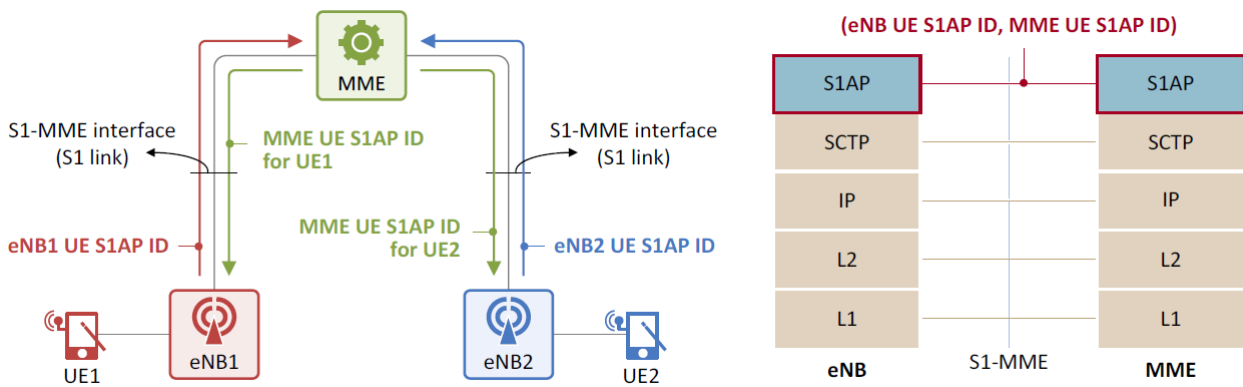 MME
S1-MME interface
(S1 link)
MME UE S1AP ID
for UE1
S1-MME interface
(S1 link)
eNB1 UE S1AP ID
MME UE S1AP ID
for UE2
eNB2 UE S1AP ID
UE1
eNB1
eNB2
UE2
(eNB UE S1AP ID, MME UE S1AP ID)
S1AP
S1AP
SCTP
SCTP
IP
IP
L2
L2
L1
L1
eNB
S1-MME
MME